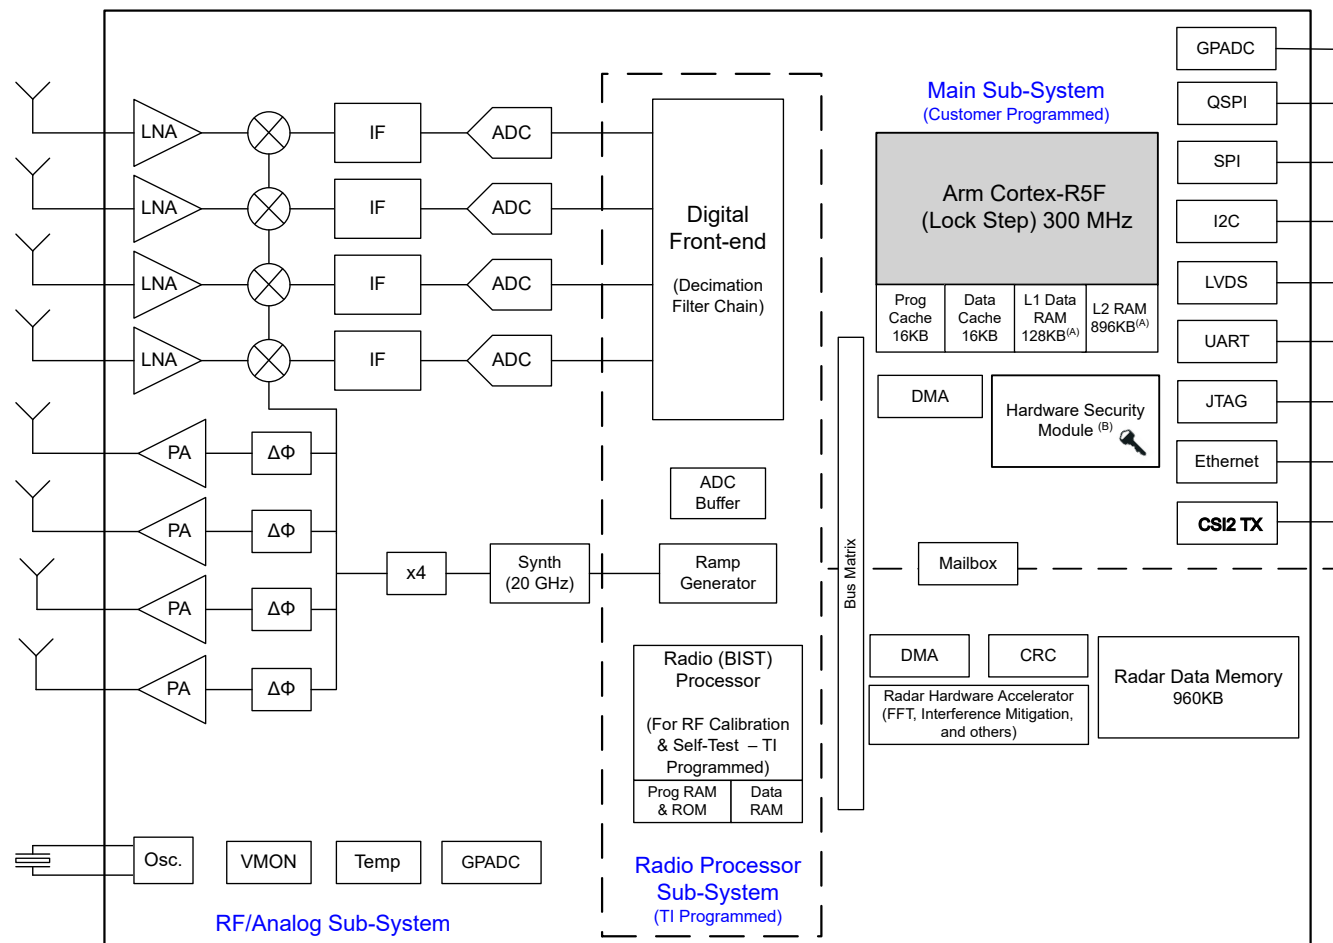 LNA
IF
ADC
LNA
IF
ADC
LNA
IF
ADC
LNA
IF
ADC
PA
ΔΦ
PA
ΔΦ
PA
ΔΦ
PA
ΔΦ
x4
Synth
(20 GHz)
Osc.
VMON
Temp
GPADC
RF/Analog Sub-System
Digital
Front-end
(Decimation
Filter Chain)
ADC
Buffer
Ramp
Generator
Radio (BIST)
Processor
(For RF Calibration
& Self-Test – TI
Programmed)
Prog RAM
& ROM
Data
RAM
Radio Processor
Sub-System
(TI Programmed)
Bus Matrix
Main Sub-System
(Customer Programmed)
Arm Cortex-R5F
(Lock Step) 300 MHz
Prog
Cache
16KB
Data
Cache
16KB
L1 Data
RAM
128KB(A)
L2 RAM
896KB(A)
DMA
Hardware Security
Module (B)
Mailbox
DMA
CRC
Radar Hardware Accelerator
(FFT, Interference Mitigation,
and others)
Radar Data Memory
960KB
GPADC
QSPI
SPI
I2C
LVDS
UART
JTAG
Ethernet
CSI2 TX